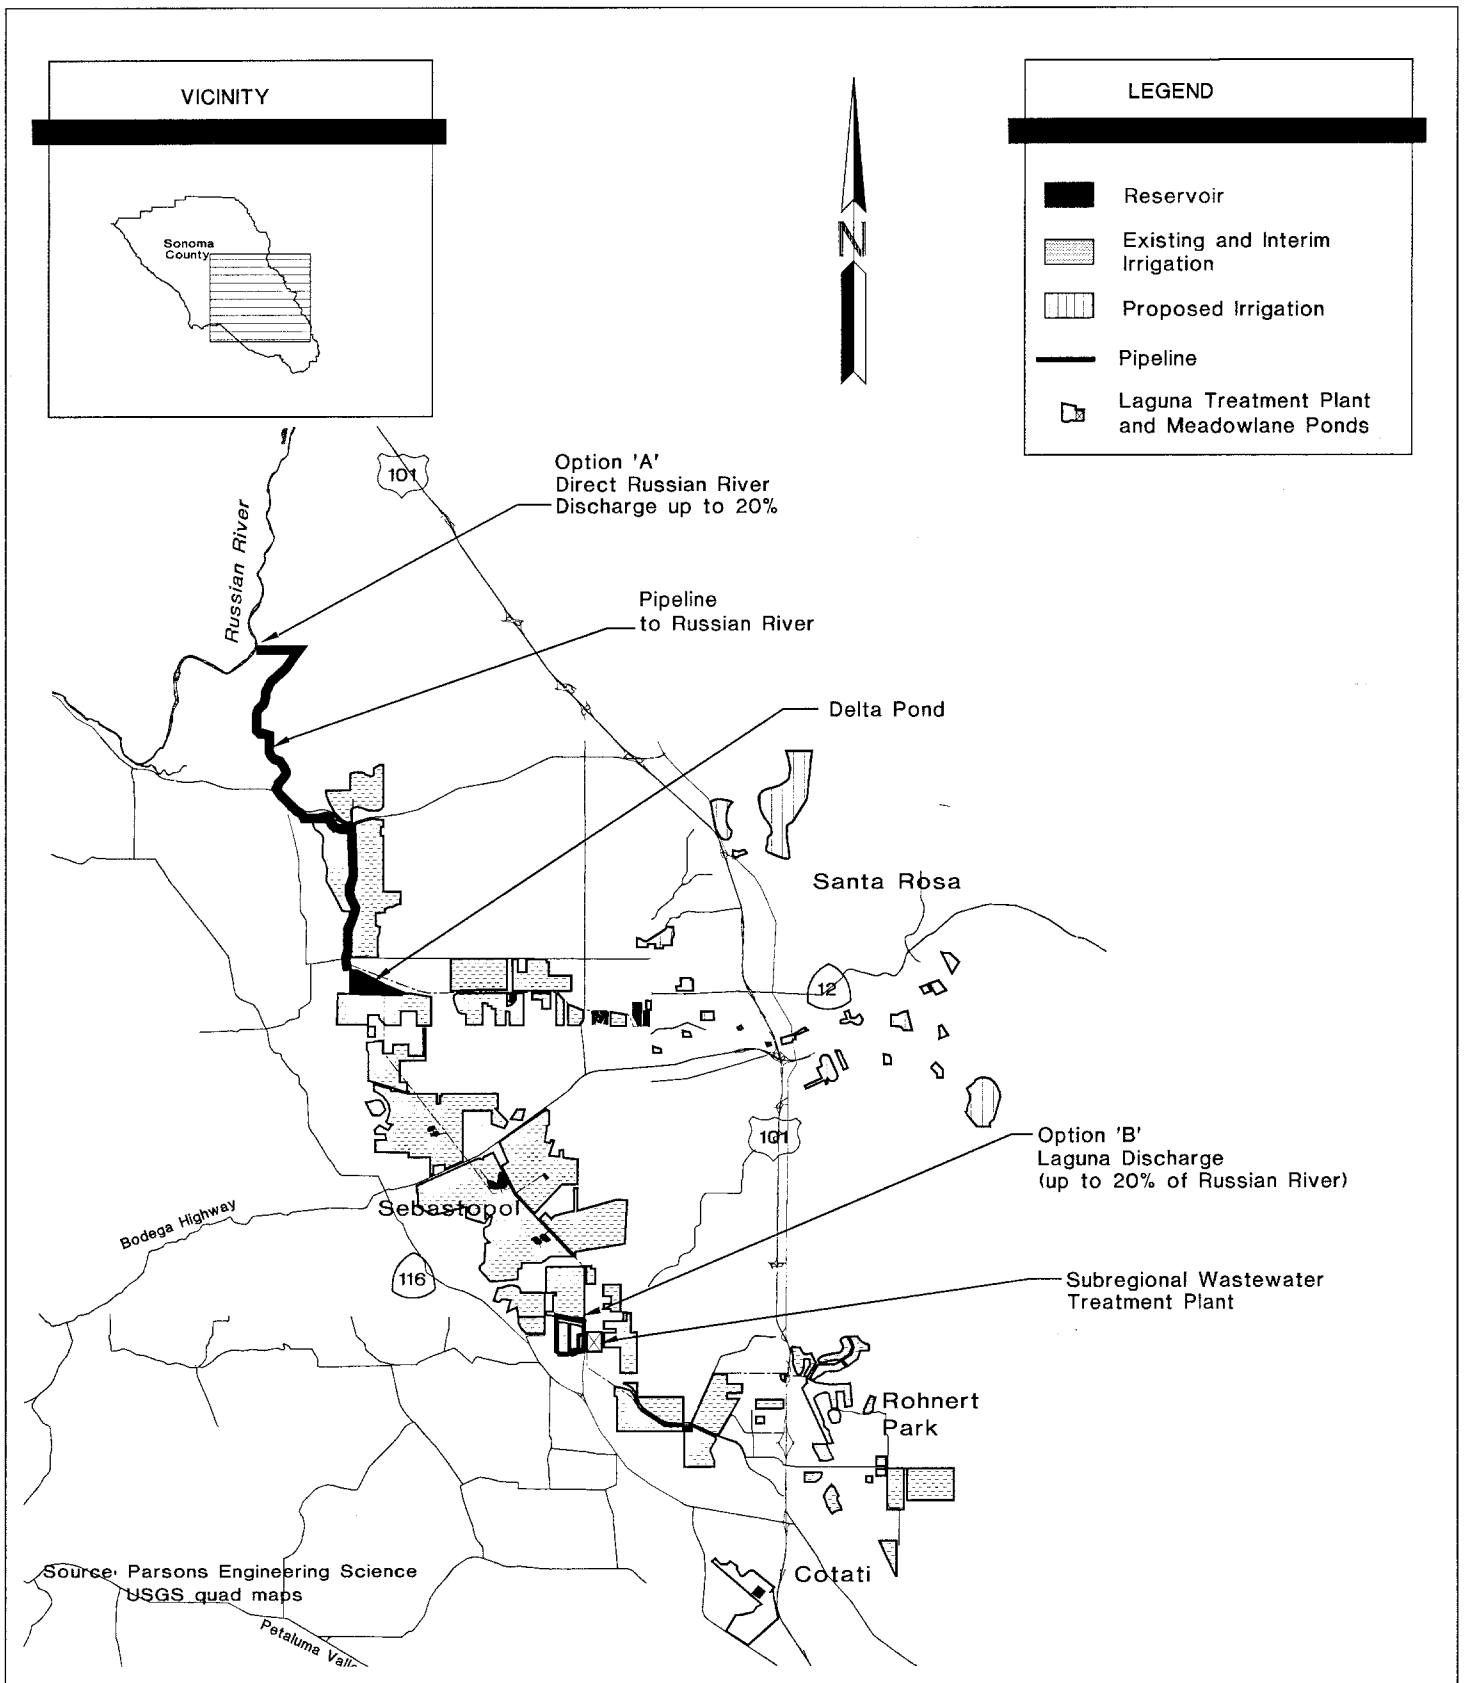 VICINITY
Sonoma
County
N
LEGEND
Reservoir
Existing and Interim
Irrigation
Proposed Irrigation
Pipeline
Laguna Treatment Plant
and Meadowlane Ponds
101
Option 'A'
Direct Russian River
Discharge up to 20%
Russian River
Pipeline
to Russian River
Delta Pond
Santa Rosa
12
101
Option 'B'
Laguna Discharge
(up to 20% of Russian River)
Sebastopol
Bodega Highway
116
Subregional Wastewater
Treatment Plant
Rohnert
Park
Cotati
Source: Parsons Engineering Science
USGS quad maps
Petaluma Valle